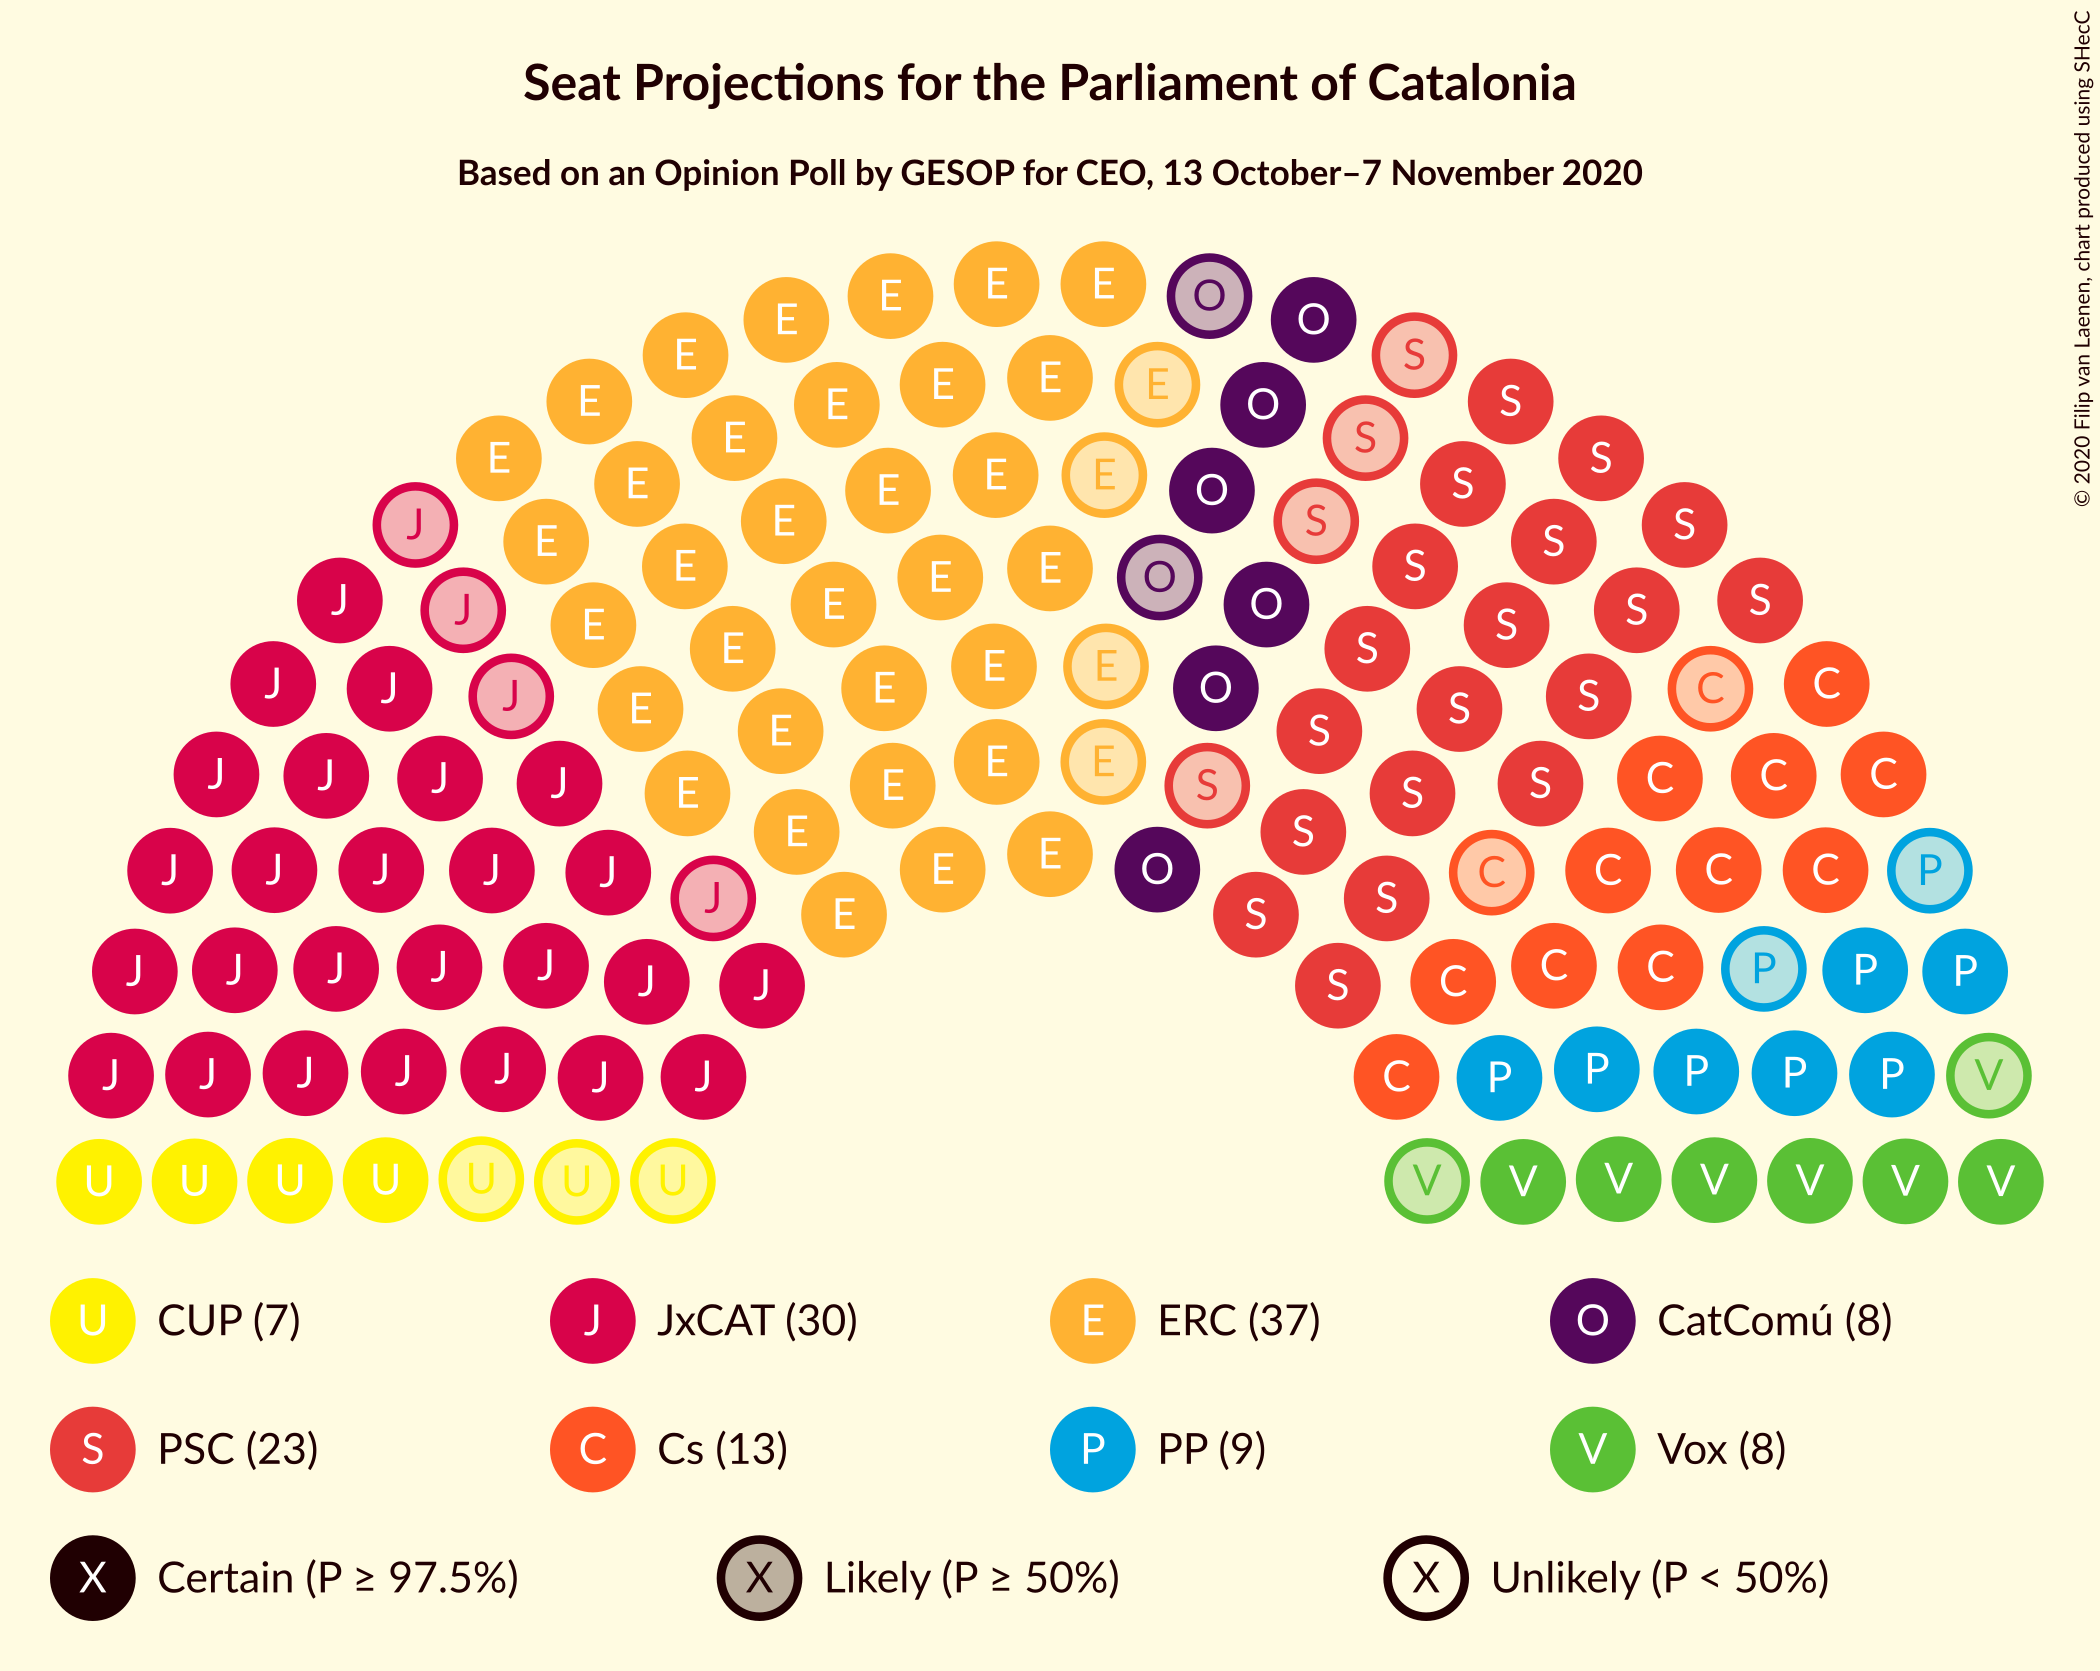 Seat Projections for the Parliament of Catalonia
Based on an Opinion Poll by GESOP for CEO, 13 October–7 November 2020
© 2020 Filip van Laenen, chart produced using SHecC
E E E O O
E E E E E O S S
E E E E E E O S S S
J E E E E E O S S S S
J J E E E E O O S S S S
J J J E E E E E O S S S S C C
J J J J E E E E S S S S C C C
J J J J J J E E E O S S C C C C P
J J J J J J J S C C C P P P
J J J J J J J C P P P P P V
U U U U U U U V V V V V V V
U CUP (7)
J JxCAT (30)
E ERC (37)
O CatComú (8)
S PSC (23)
C Cs (13)
P PP (9)
V Vox (8)
X Certain (P ≥ 97.5%)
X Likely (P ≥ 50%)
X Unlikely (P < 50%)